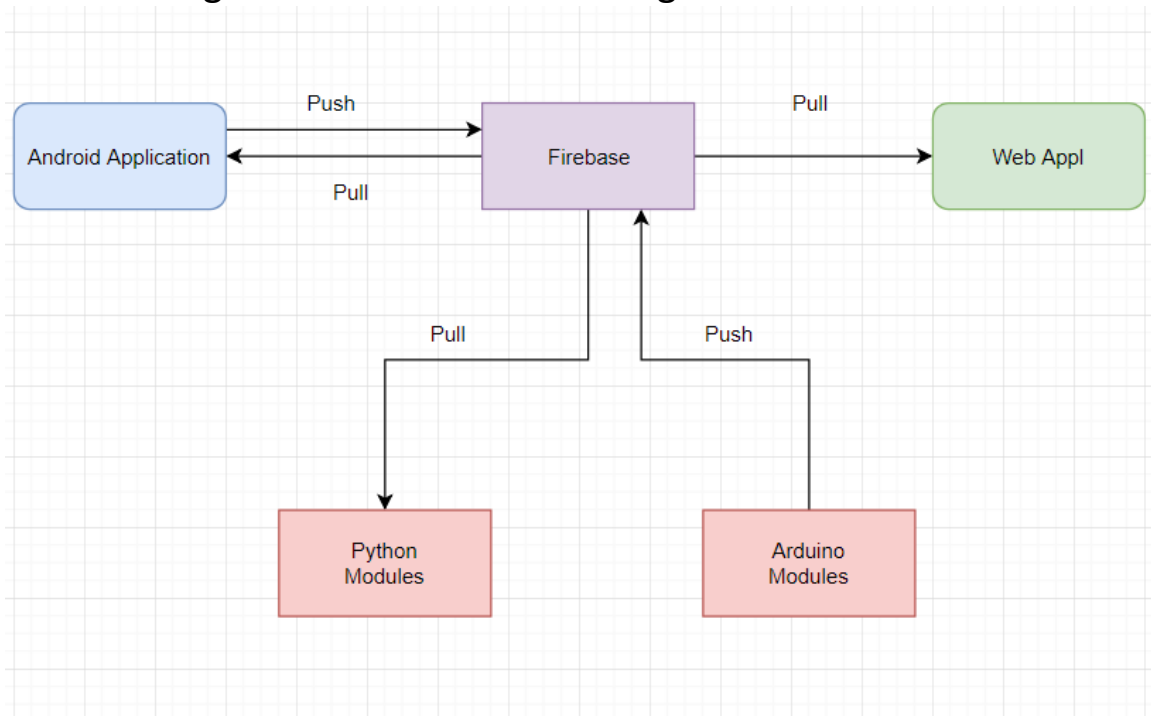 Push
Pull
Android Application
Firebase
Web Appl
Pull
Pull
Push
Python
Modules
Arduino
Modules